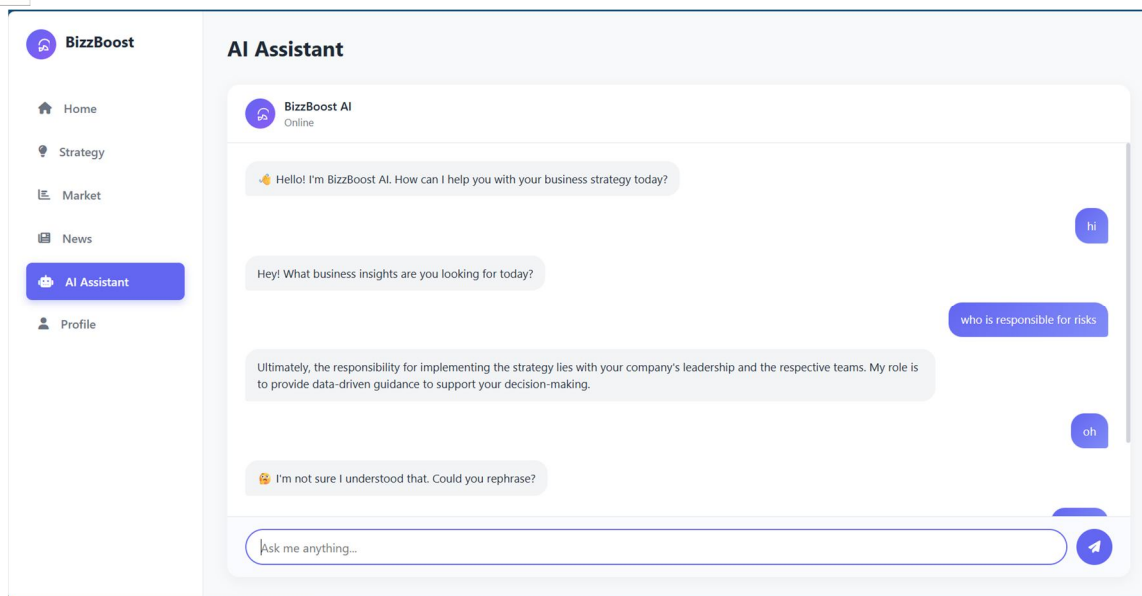 BizzBoost
Home
Strategy
Market
News
AI Assistant
Profile
AI Assistant
BizzBoost AI
Online
Hello! I'm BizzBoost AI. How can I help you with your business strategy today?
hi
Hey! What business insights are you looking for today?
who is responsible for risks
Ultimately, the responsibility for implementing the strategy lies with your company's leadership and the respective teams. My role is
to provide data-driven guidance to support your decision-making.
oh
I'm not sure I understood that. Could you rephrase?
Ask me anything...